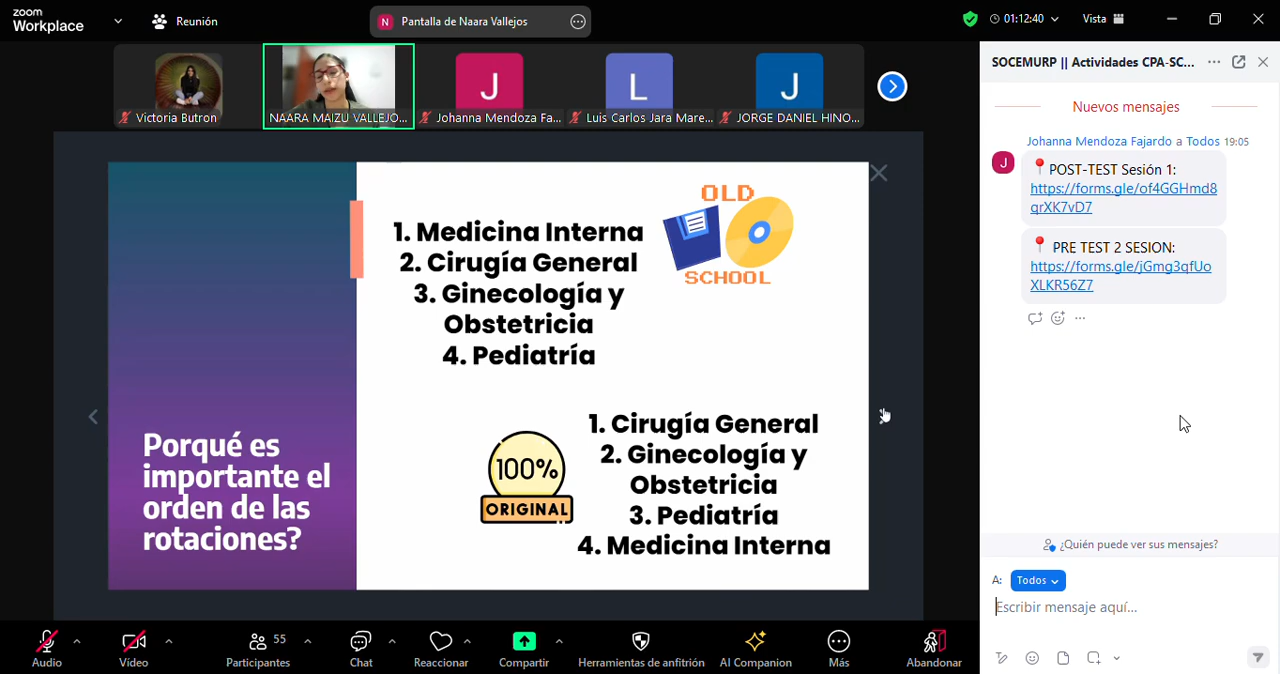 zoom
Workplace
Reunión
N Pantalla de Naara Vallejos
01:12:40
Vista
Victoria Butron
NAARA MAIZU VALLEJO...
J
Johanna Mendoza Fa...
L
Luis Carlos Jara Mare...
J
JORGE DANIEL HINO...
Porqué es
importante el
orden de las
rotaciones?
1. Medicina Interna
2. Cirugía General
3. Ginecología y
Obstetricia
4. Pediatría
OLD
SCHOOL
100%
ORIGINAL
1. Cirugía General
2. Ginecología y
Obstetricia
3. Pediatría
4. Medicina Interna
SOCEMURP || Actividades CPA-SC...
Nuevos mensajes
Johanna Mendoza Fajardo a Todos 19:05
J
POST-TEST Sesión 1:
https://forms.gle/of4GGHmd8
qrXK7vD7
PRE TEST 2 SESION:
https://forms.gle/jGmg3qfUo
XLKR56Z7
¿Quién puede ver sus mensajes?
A: Todos
Escribir mensaje aquí...
Audio
Vídeo
55
Participantes
Chat
Reaccionar
Compartir
Herramientas de anfitrión
AI Companion
Más
Abandonar